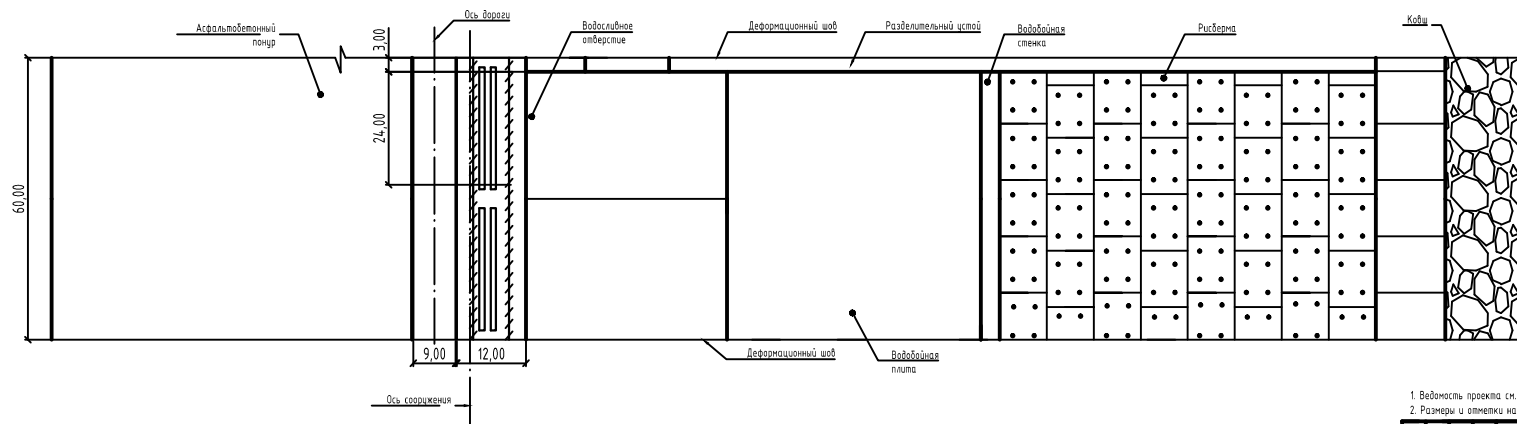 Асфальтобетонный
понур
Ось дороги
3,00
Водосливное
отверстие
Деформационный шов
Разделительный устой
Водобойная
стенка
Рисберма
Ковш
24,00
60,00
9,00
12,00
Деформационный шов
Водобойная
плита
Ось сооружения
1. Ведомость проекта см.
2. Размеры и отметки на